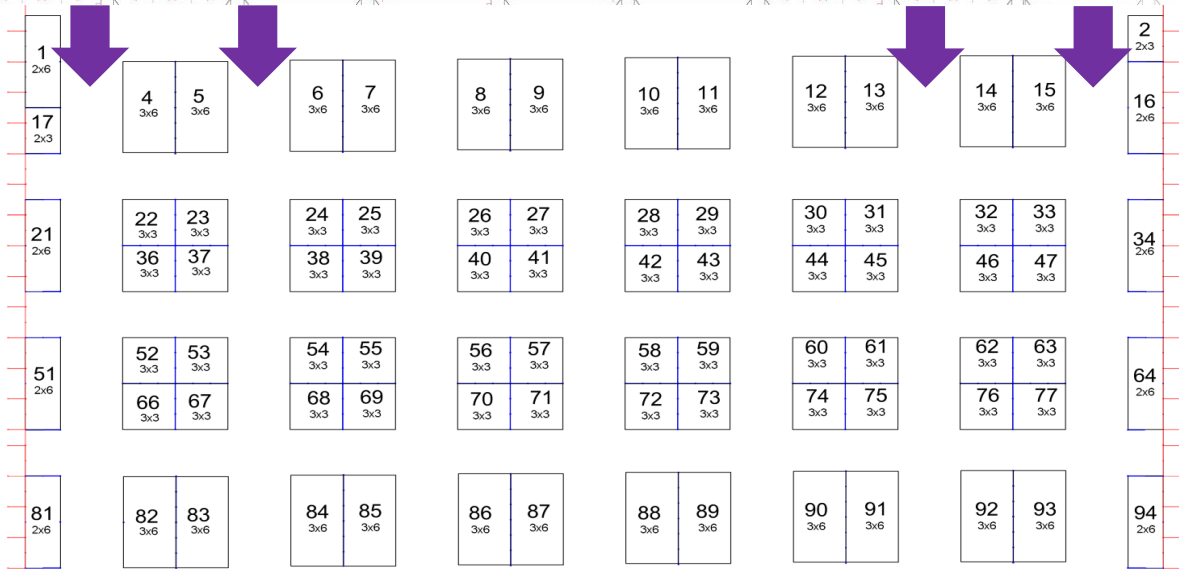 1
2x6
2
2x3
4
3x6
5
3x6
6
3x6
7
3x6
8
3x6
9
3x6
10
3x6
11
3x6
12
3x6
13
3x6
14
3x6
15
3x6
16
2x6
17
2x3
21
2x6
22
3x3
23
3x3
24
3x3
25
3x3
26
3x3
27
3x3
28
3x3
29
3x3
30
3x3
31
3x3
32
3x3
33
3x3
34
2x6
36
3x3
37
3x3
38
3x3
39
3x3
40
3x3
41
3x3
42
3x3
43
3x3
44
3x3
45
3x3
46
3x3
47
3x3
51
2x6
52
3x3
53
3x3
54
3x3
55
3x3
56
3x3
57
3x3
58
3x3
59
3x3
60
3x3
61
3x3
62
3x3
63
3x3
64
2x6
66
3x3
67
3x3
68
3x3
69
3x3
70
3x3
71
3x3
72
3x3
73
3x3
74
3x3
75
3x3
76
3x3
77
3x3
81
2x6
82
3x6
83
3x6
84
3x6
85
3x6
86
3x6
87
3x6
88
3x6
89
3x6
90
3x6
91
3x6
92
3x6
93
3x6
94
2x6